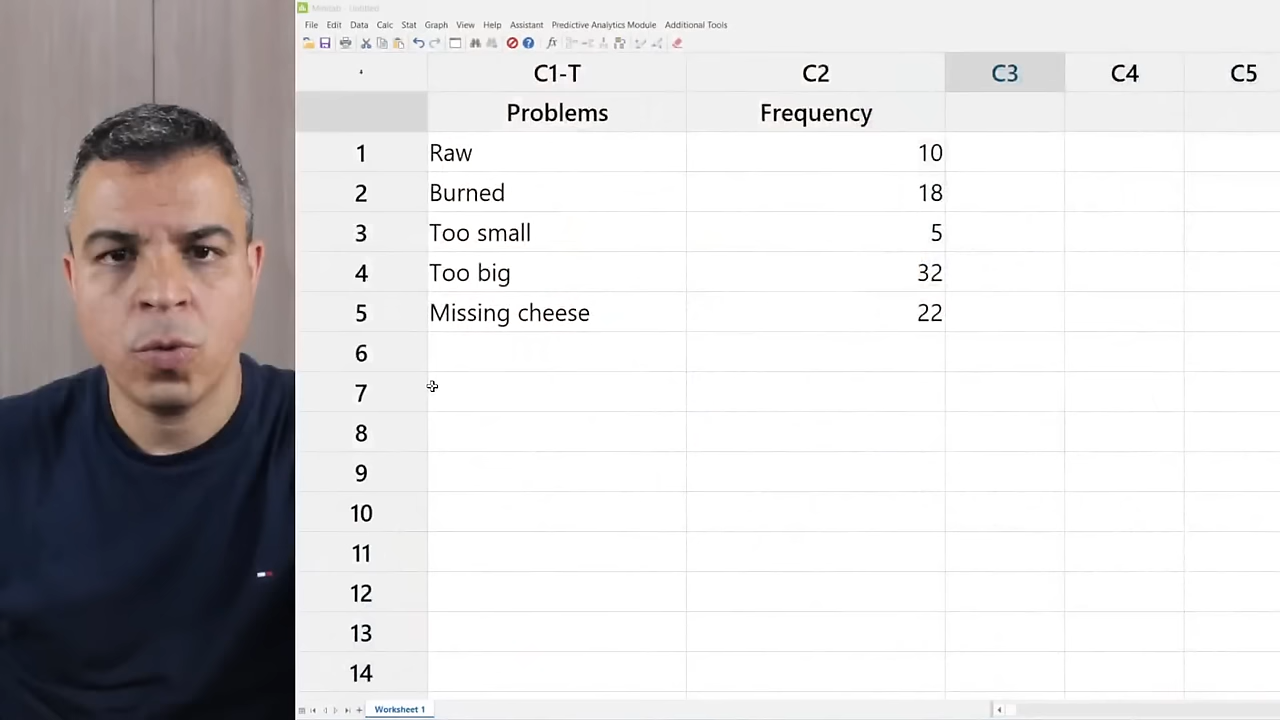 Minitab - Untitled
File Edit Data Calc Stat Graph View Help Assistant Predictive Analytics Module Additional Tools
C1-T C2 C3 C4 C5
Problems Frequency
1 Raw 10
2 Burned 18
3 Too small 5
4 Too big 32
5 Missing cheese 22
6
7
8
9
10
11
12
13
14
Worksheet 1